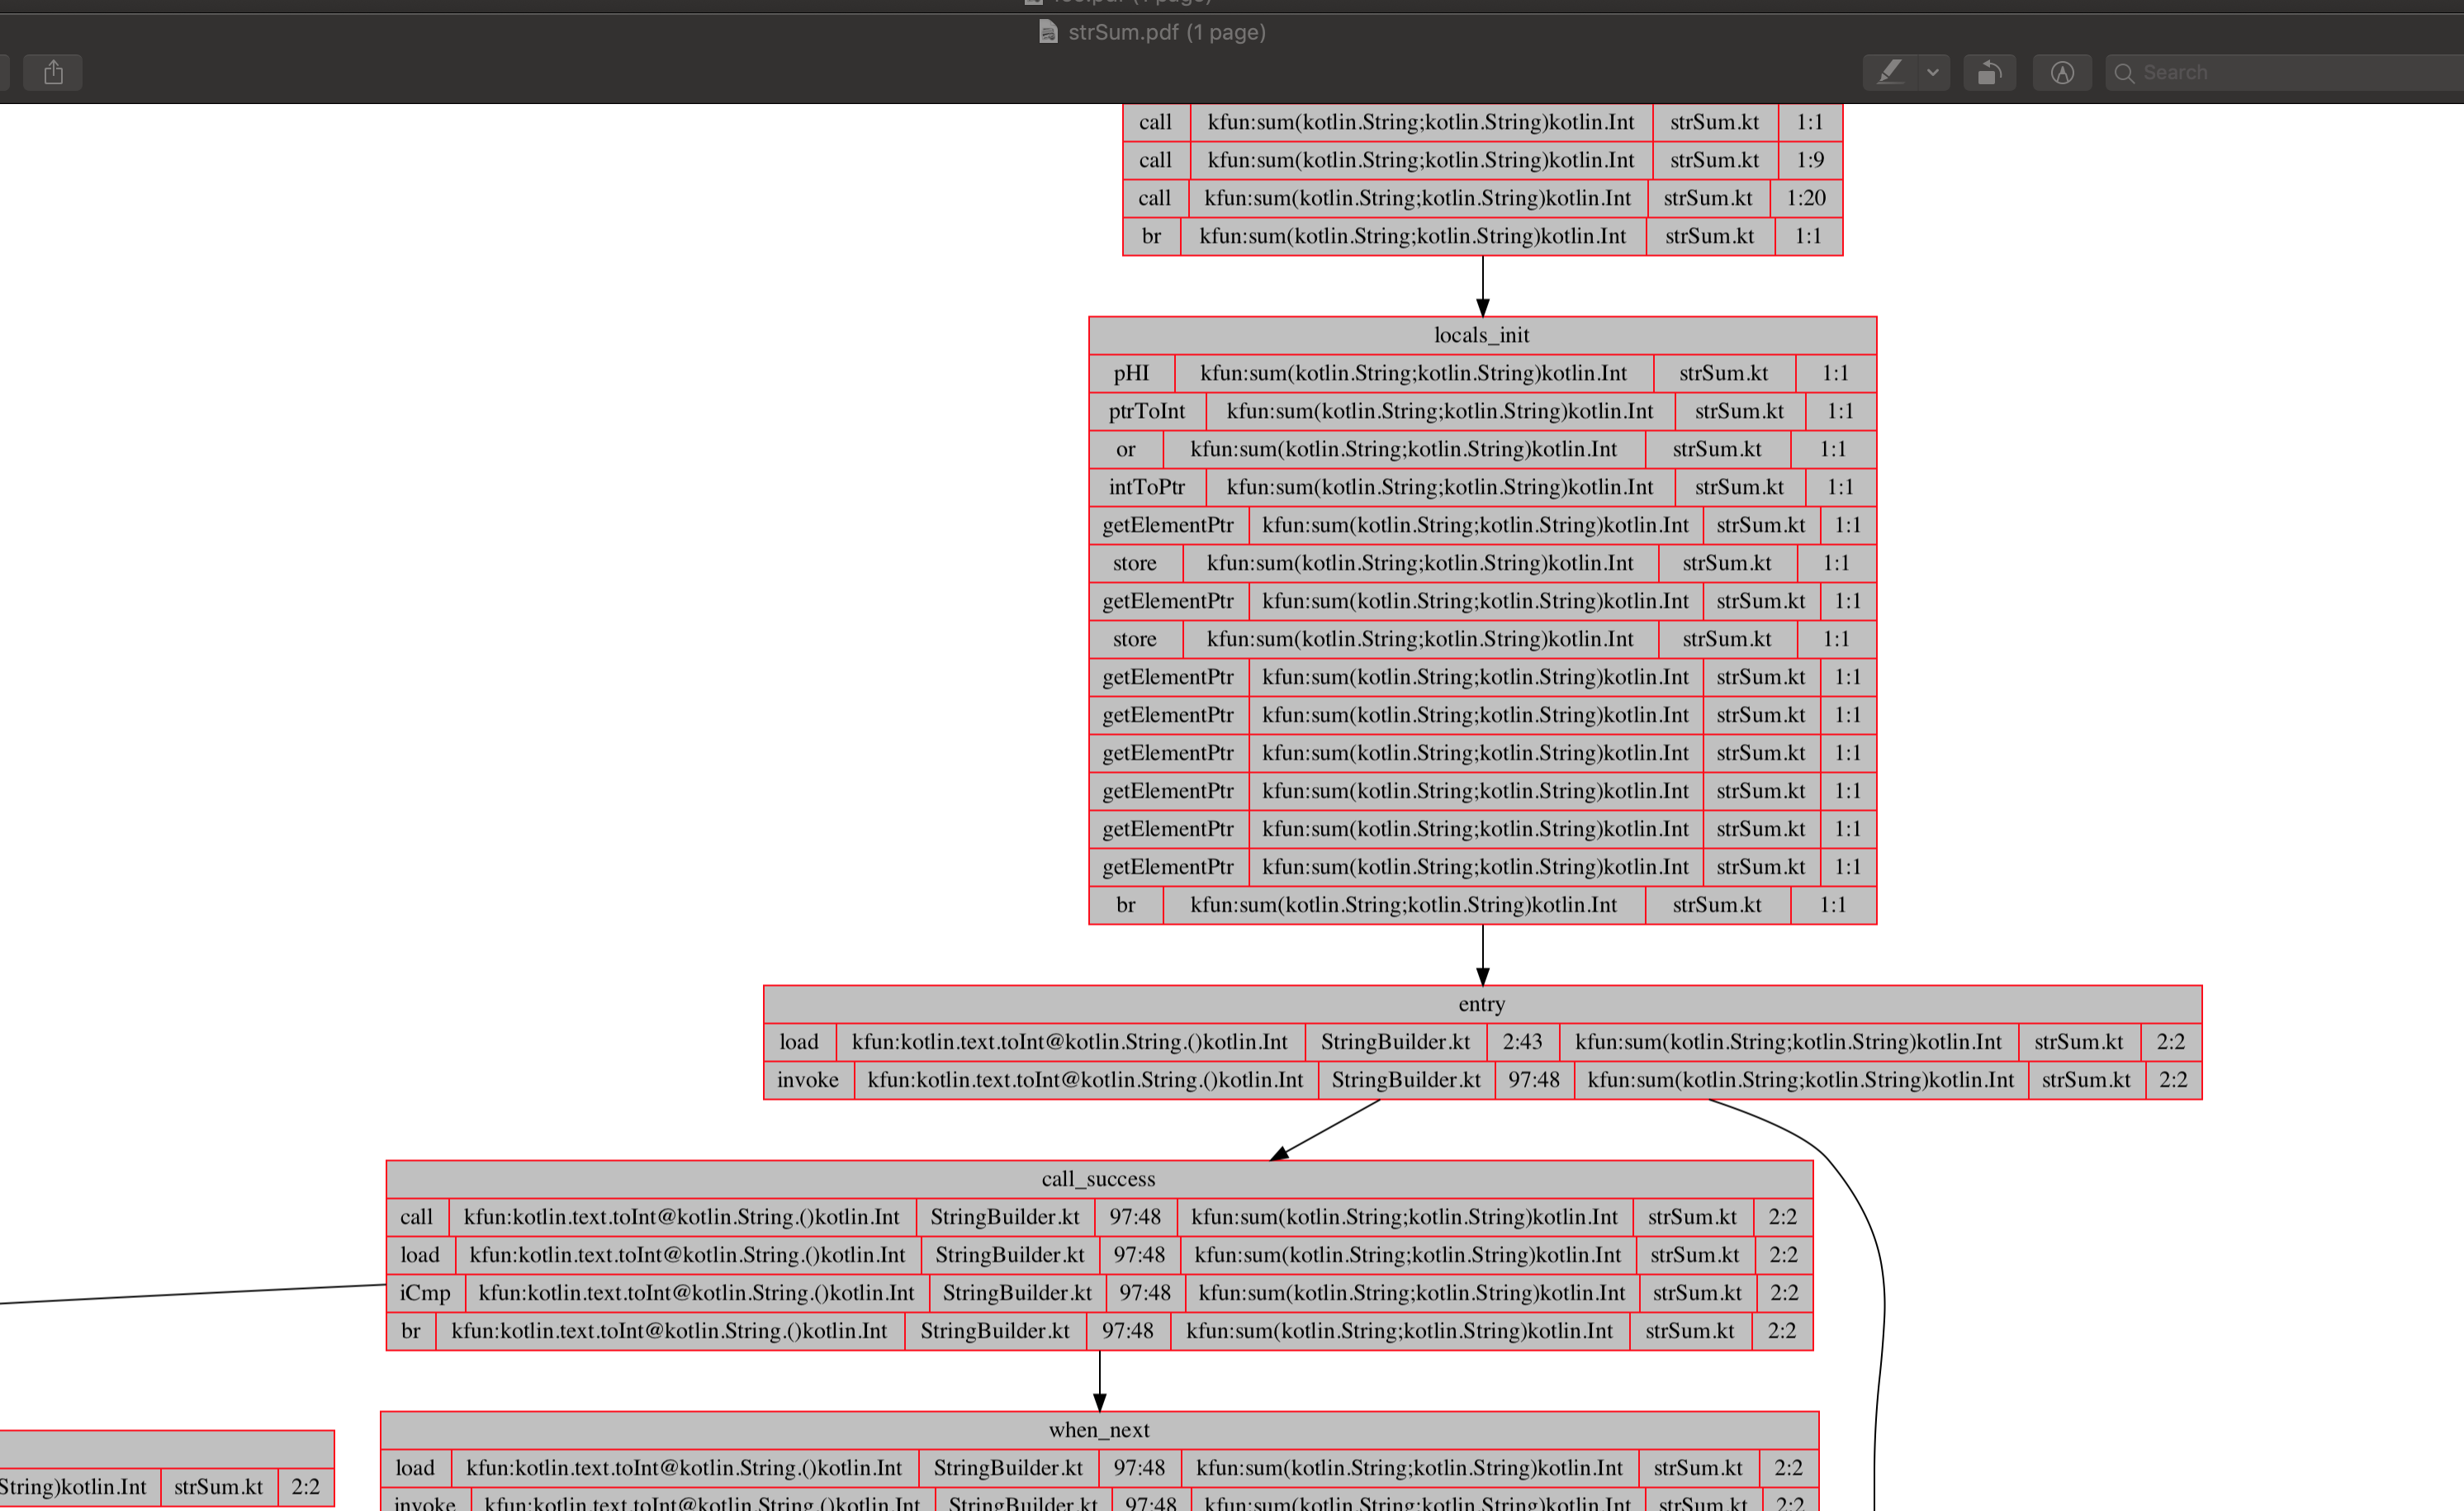 strSum.pdf (1 page)
Search
call kfun:sum(kotlin.String;kotlin.String)kotlin.Int strSum.kt 1:1
call kfun:sum(kotlin.String;kotlin.String)kotlin.Int strSum.kt 1:9
call kfun:sum(kotlin.String;kotlin.String)kotlin.Int strSum.kt 1:20
br kfun:sum(kotlin.String;kotlin.String)kotlin.Int strSum.kt 1:1
locals_init
pHI kfun:sum(kotlin.String;kotlin.String)kotlin.Int strSum.kt 1:1
ptrToInt kfun:sum(kotlin.String;kotlin.String)kotlin.Int strSum.kt 1:1
or kfun:sum(kotlin.String;kotlin.String)kotlin.Int strSum.kt 1:1
intToPtr kfun:sum(kotlin.String;kotlin.String)kotlin.Int strSum.kt 1:1
getElementPtr kfun:sum(kotlin.String;kotlin.String)kotlin.Int strSum.kt 1:1
store kfun:sum(kotlin.String;kotlin.String)kotlin.Int strSum.kt 1:1
getElementPtr kfun:sum(kotlin.String;kotlin.String)kotlin.Int strSum.kt 1:1
store kfun:sum(kotlin.String;kotlin.String)kotlin.Int strSum.kt 1:1
getElementPtr kfun:sum(kotlin.String;kotlin.String)kotlin.Int strSum.kt 1:1
getElementPtr kfun:sum(kotlin.String;kotlin.String)kotlin.Int strSum.kt 1:1
getElementPtr kfun:sum(kotlin.String;kotlin.String)kotlin.Int strSum.kt 1:1
getElementPtr kfun:sum(kotlin.String;kotlin.String)kotlin.Int strSum.kt 1:1
getElementPtr kfun:sum(kotlin.String;kotlin.String)kotlin.Int strSum.kt 1:1
getElementPtr kfun:sum(kotlin.String;kotlin.String)kotlin.Int strSum.kt 1:1
br kfun:sum(kotlin.String;kotlin.String)kotlin.Int strSum.kt 1:1
entry
load kfun:kotlin.text.toInt@kotlin.String.()kotlin.Int StringBuilder.kt 2:43 kfun:sum(kotlin.String;kotlin.String)kotlin.Int strSum.kt 2:2
invoke kfun:kotlin.text.toInt@kotlin.String.()kotlin.Int StringBuilder.kt 97:48 kfun:sum(kotlin.String;kotlin.String)kotlin.Int strSum.kt 2:2
call_success
call kfun:kotlin.text.toInt@kotlin.String.()kotlin.Int StringBuilder.kt 97:48 kfun:sum(kotlin.String;kotlin.String)kotlin.Int strSum.kt 2:2
load kfun:kotlin.text.toInt@kotlin.String.()kotlin.Int StringBuilder.kt 97:48 kfun:sum(kotlin.String;kotlin.String)kotlin.Int strSum.kt 2:2
iCmp kfun:kotlin.text.toInt@kotlin.String.()kotlin.Int StringBuilder.kt 97:48 kfun:sum(kotlin.String;kotlin.String)kotlin.Int strSum.kt 2:2
br kfun:kotlin.text.toInt@kotlin.String.()kotlin.Int StringBuilder.kt 97:48 kfun:sum(kotlin.String;kotlin.String)kotlin.Int strSum.kt 2:2
when_next
load kfun:kotlin.text.toInt@kotlin.String.()kotlin.Int StringBuilder.kt 97:48 kfun:sum(kotlin.String;kotlin.String)kotlin.Int strSum.kt 2:2
invoke kfun:kotlin.text.toInt@kotlin.String.()kotlin.Int StringBuilder.kt 97:48 kfun:sum(kotlin.String;kotlin.String)kotlin.Int strSum.kt 2:2
String)kotlin.Int strSum.kt 2:2